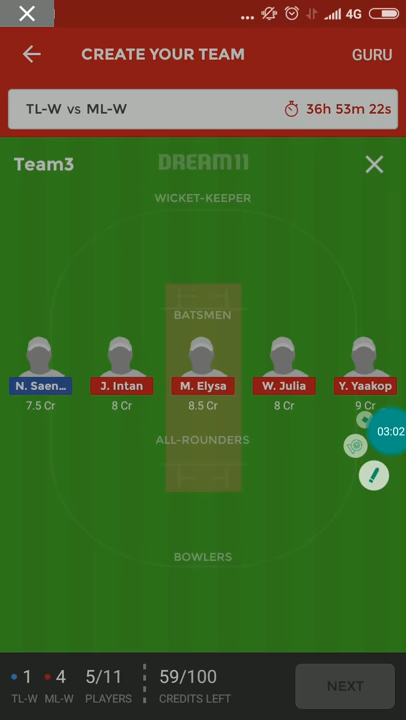 4G
CREATE YOUR TEAM
GURU
TL-W vs ML-W
36h 53m 22s
Team3
DREAM11
WICKET-KEEPER
BATSMEN
N. Saen... J. Intan M. Elysa W. Julia Y. Yaakop
7.5 Cr 8 Cr 8.5 Cr 8 Cr 9 Cr
03:02
ALL-ROUNDERS
BOWLERS
1 4 5/11 59/100
TL-W ML-W PLAYERS CREDITS LEFT
NEXT